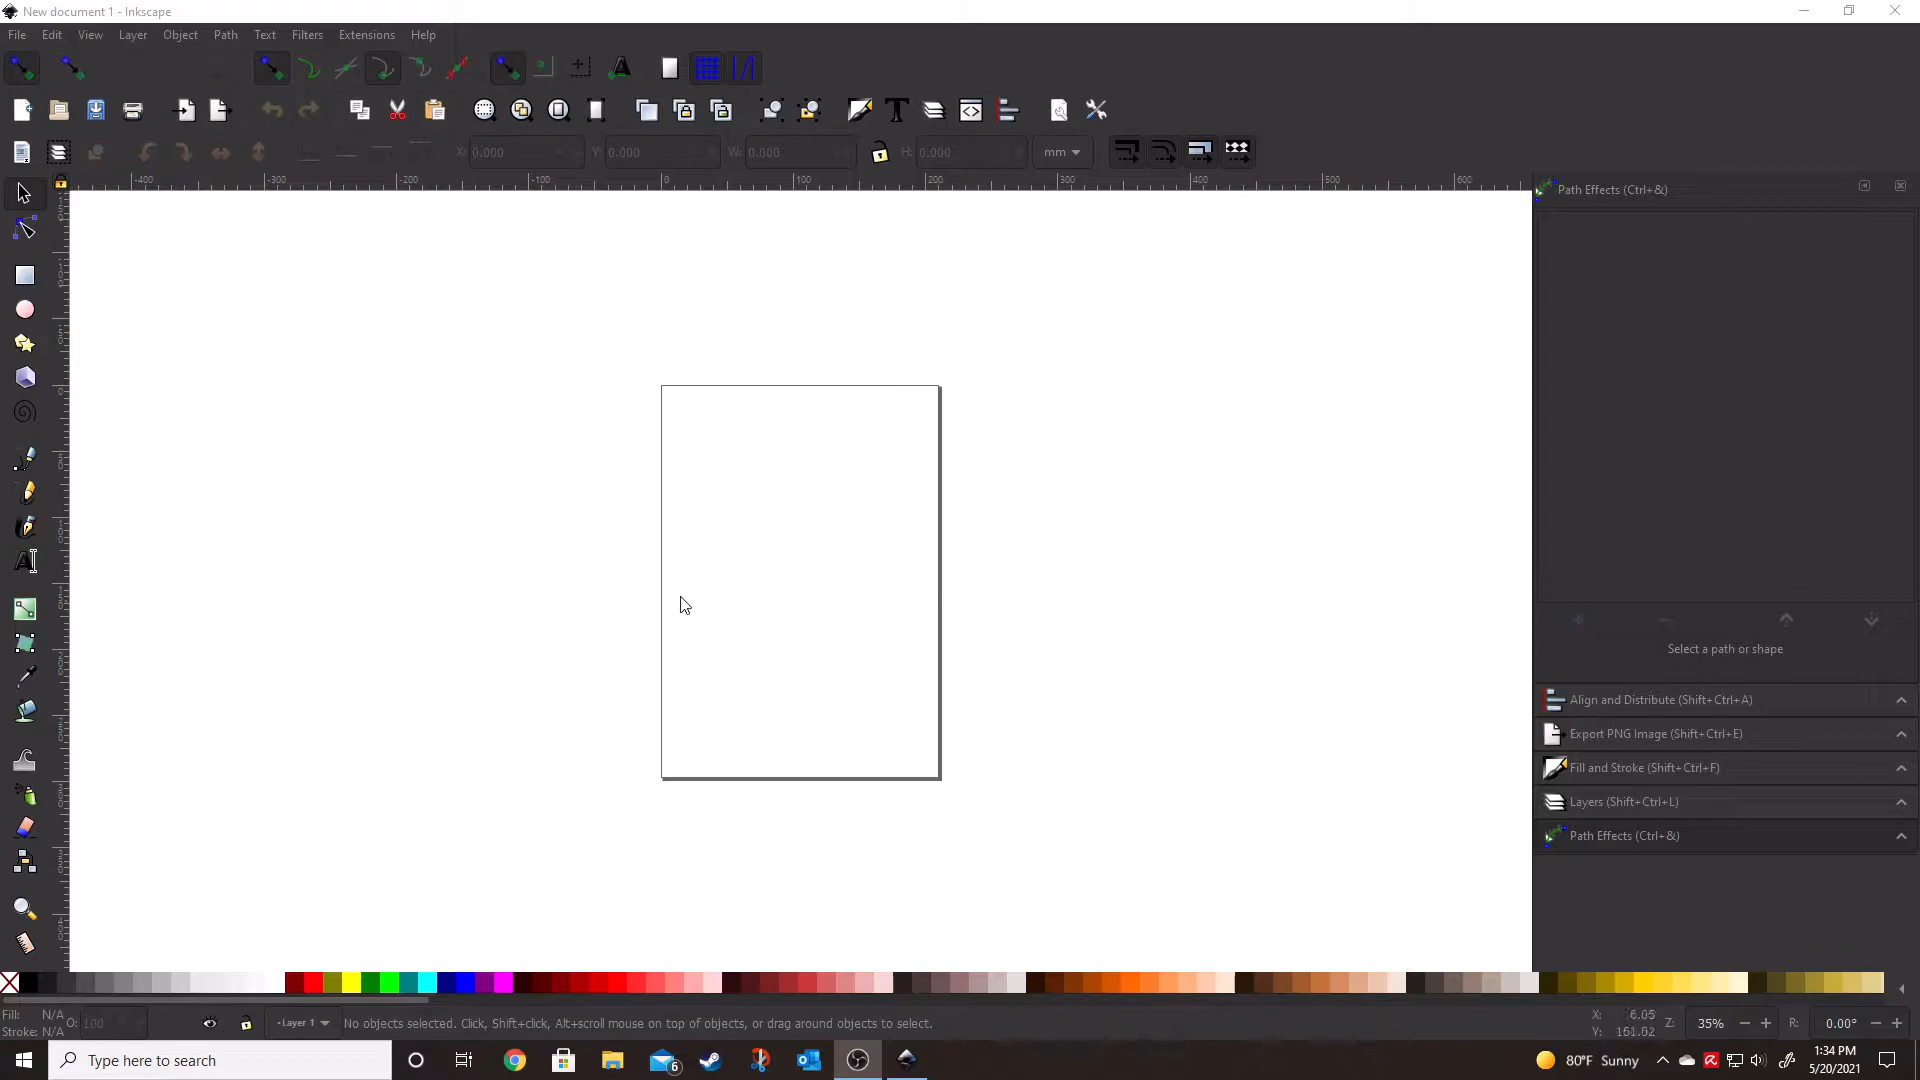 New document 1 - Inkscape
File Edit View Layer Object Path Text Filters Extensions Help
X: 0.000 Y: 0.000 W: 0.000 H: 0.000 mm
-400 -300 -200 -100 0 100 200 300 400 500 600
Path Effects (Ctrl+&)
Select a path or shape
Align and Distribute (Shift+Ctrl+A)
Export PNG Image (Shift+Ctrl+E)
Fill and Stroke (Shift+Ctrl+F)
Layers (Shift+Ctrl+L)
Path Effects (Ctrl+&)
Fill: N/A
Stroke: N/A
O: 100
Layer 1
No objects selected. Click, Shift+click, Alt+scroll mouse on top of objects, or drag around objects to select.
X: 6.05
Y:
Z: 35%
R: 0.00°
Type here to search
6
80°F Sunny
1:34 PM
5/20/2021